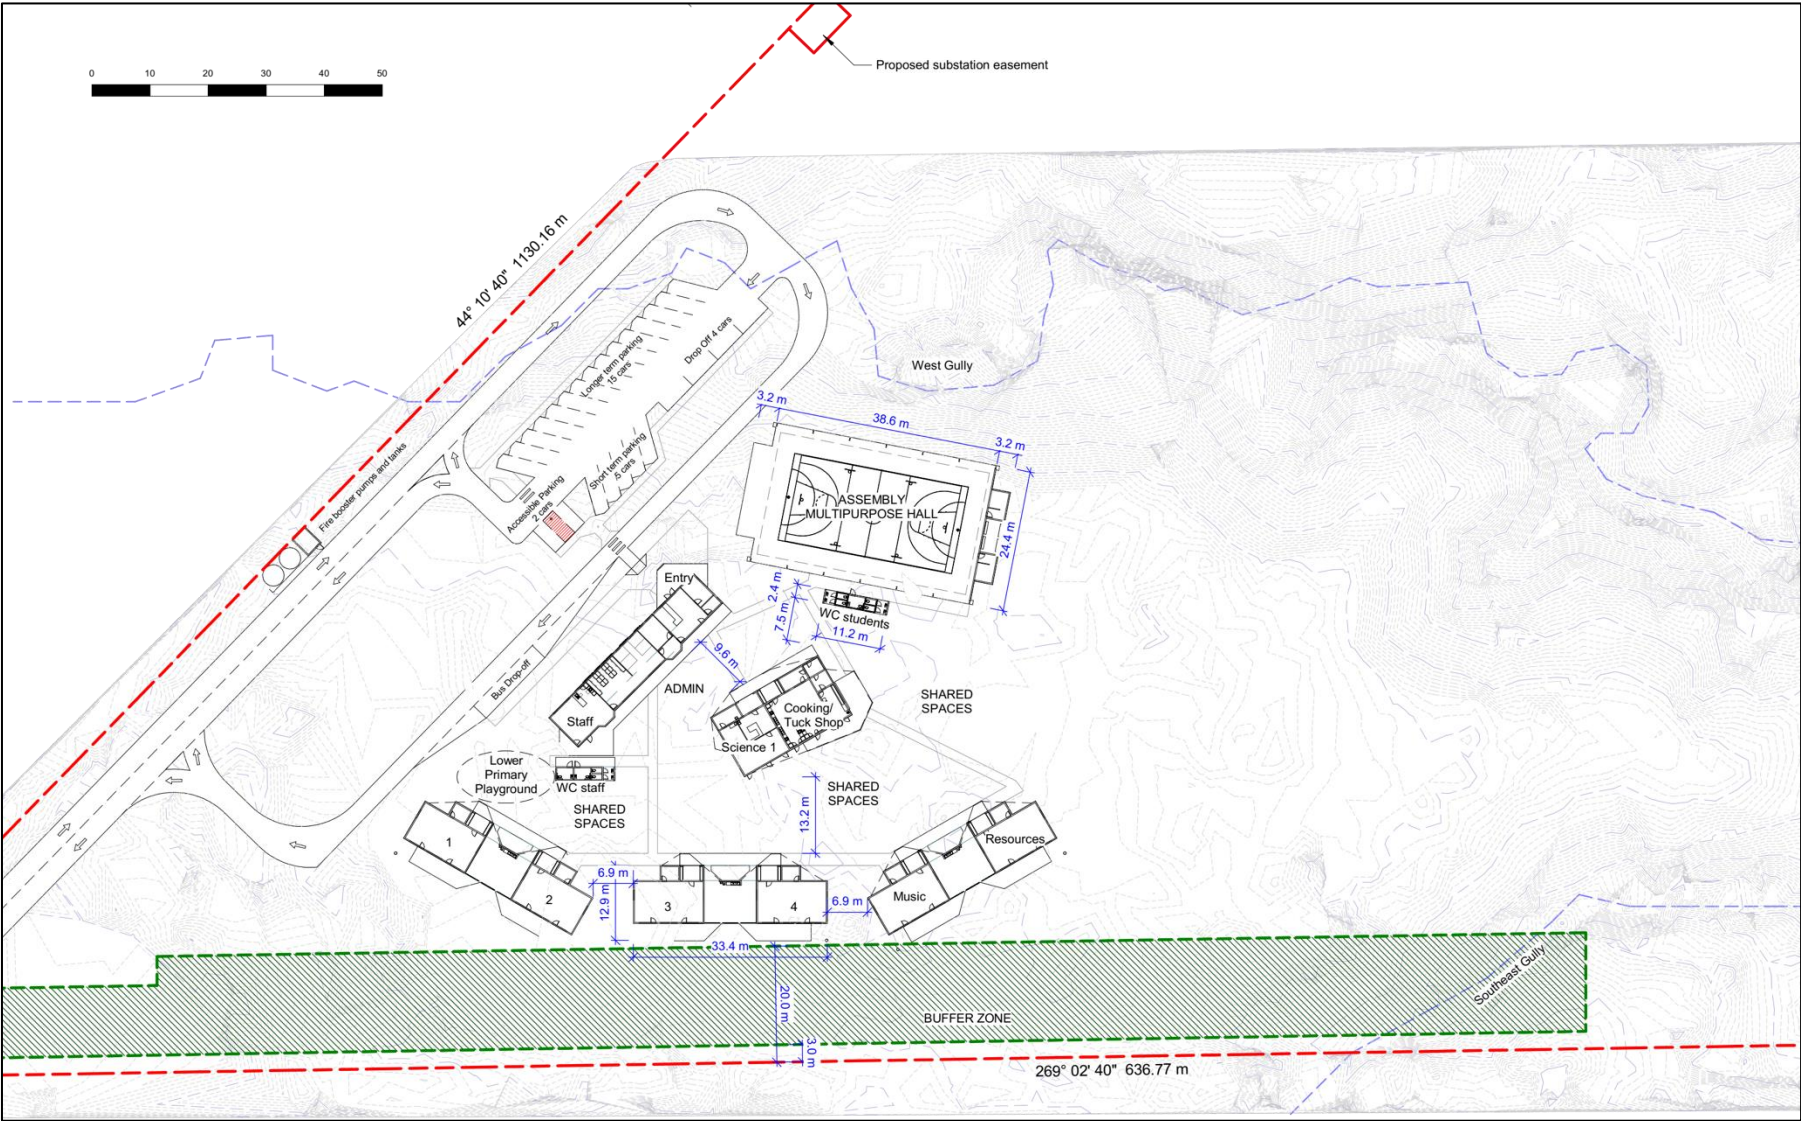 0 10 20 30 40 50
Proposed substation easement
44° 10' 40" 1130.16 m
West Gully
Longer term parking
15 cars
Drop Off 4 cars
Short term parking
5 cars
Accessible Parking
2 cars
Fire booster pumps and tanks
3.2 m
38.6 m
3.2 m
ASSEMBLY
MULTIPURPOSE HALL
24.4 m
2.4 m
7.5 m
WC students
11.2 m
Entry
9.6 m
Bus Drop-off
ADMIN
Staff
SHARED
SPACES
Cooking/
Tuck Shop
Science 1
Lower
Primary
Playground
WC staff
SHARED
SPACES
SHARED
SPACES
13.2 m
1
2
6.9 m
12.9 m
3
4
6.9 m
Music
Resources
33.4 m
20.0 m
3.0 m
BUFFER ZONE
Southeast Gully
269° 02' 40" 636.77 m